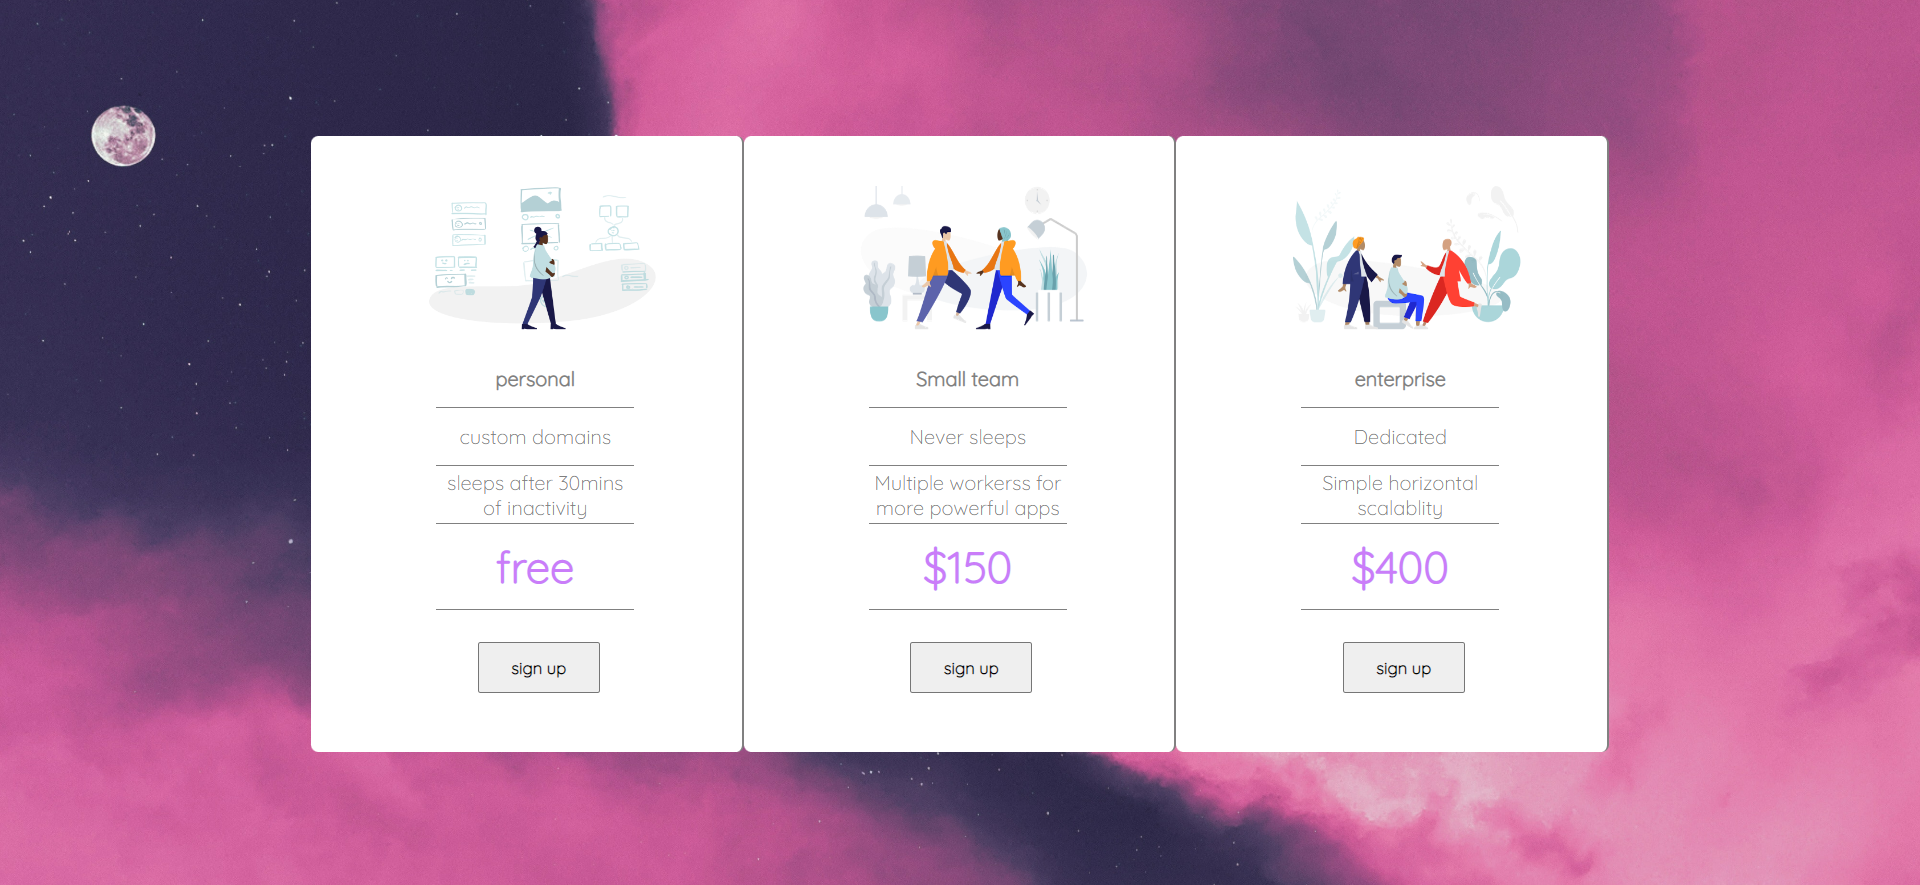 personal
custom domains
sleeps after 30mins
of inactivity
free
sign up
Small team
Never sleeps
Multiple workerss for
more powerful apps
$150
sign up
enterprise
Dedicated
Simple horizontal
scalablity
$400
sign up